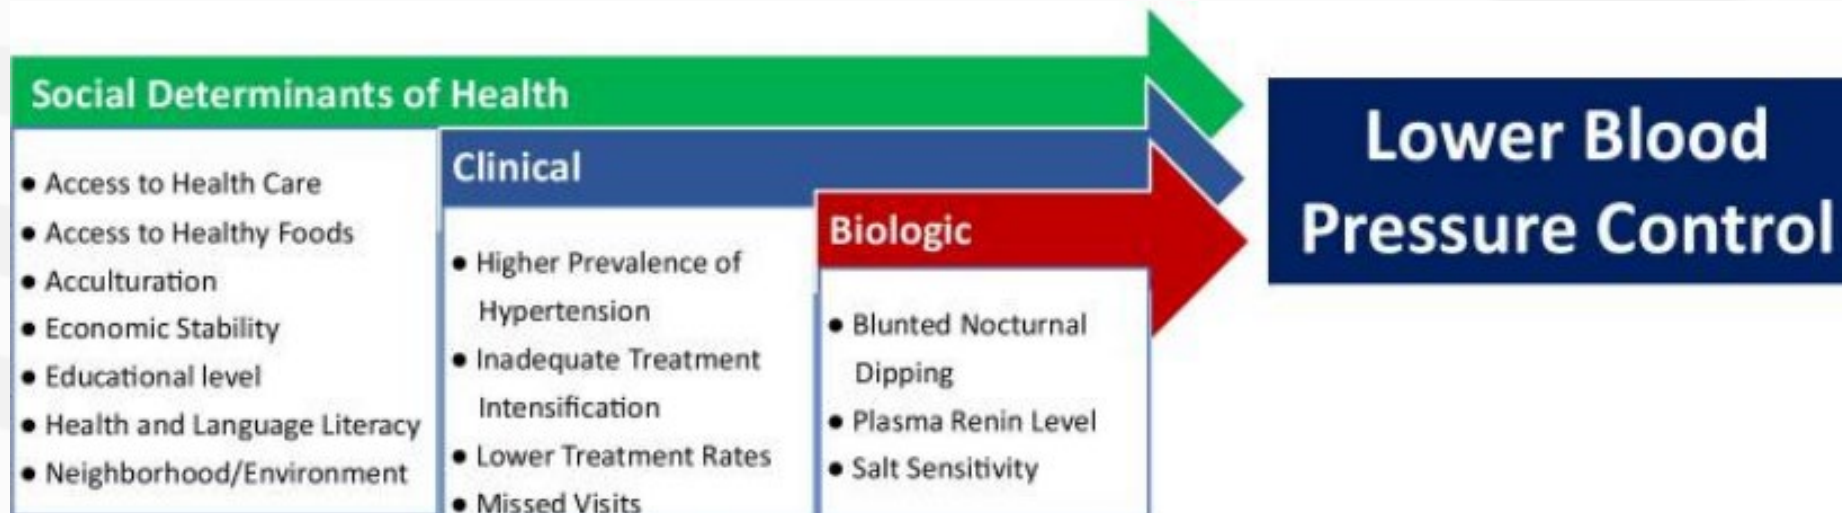 Social Determinants of Health
● Access to Health Care
● Access to Healthy Foods
● Acculturation
● Economic Stability
● Educational level
● Health and Language Literacy
● Neighborhood/Environment
Clinical
● Higher Prevalence of
Hypertension
● Inadequate Treatment
Intensification
● Lower Treatment Rates
● Missed Visits
Biologic
● Blunted Nocturnal
Dipping
● Plasma Renin Level
● Salt Sensitivity
Lower Blood
Pressure Control